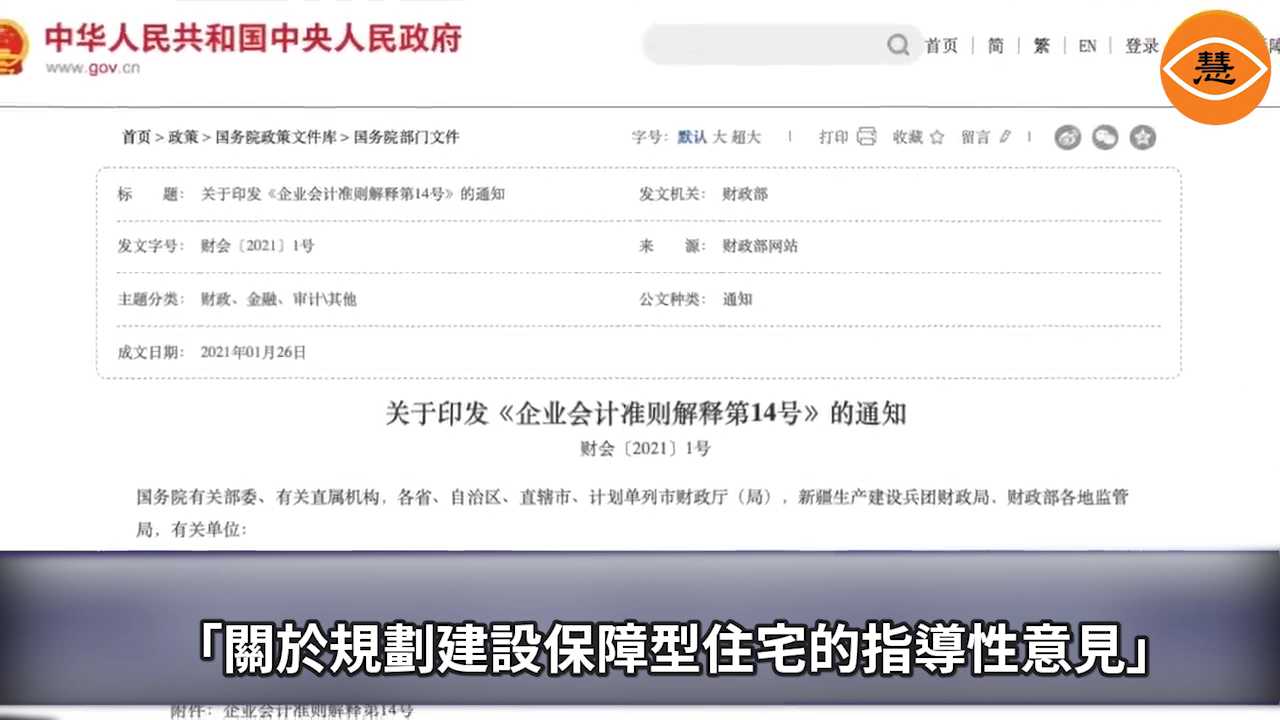 中华人民共和国中央人民政府
www.gov.cn
首页 | 简 | 繁 | EN | 登录
慧
首页 > 政策 > 国务院政策文件库 > 国务院部门文件
字号：默认 大 超大 | 打印 收藏 留言 |
标 题： 关于印发《企业会计准则解释第14号》的通知 发文机关： 财政部
发文字号： 财会〔2021〕1号 来 源： 财政部网站
主题分类： 财政、金融、审计\其他 公文种类： 通知
成文日期： 2021年01月26日
关于印发《企业会计准则解释第14号》的通知
财会〔2021〕1号
国务院有关部委、有关直属机构，各省、自治区、直辖市、计划单列市财政厅（局），新疆生产建设兵团财政局，财政部各地监管
局，有关单位：
「關於規劃建設保障型住宅的指導性意見」
附件：企业会计准则解释第14号